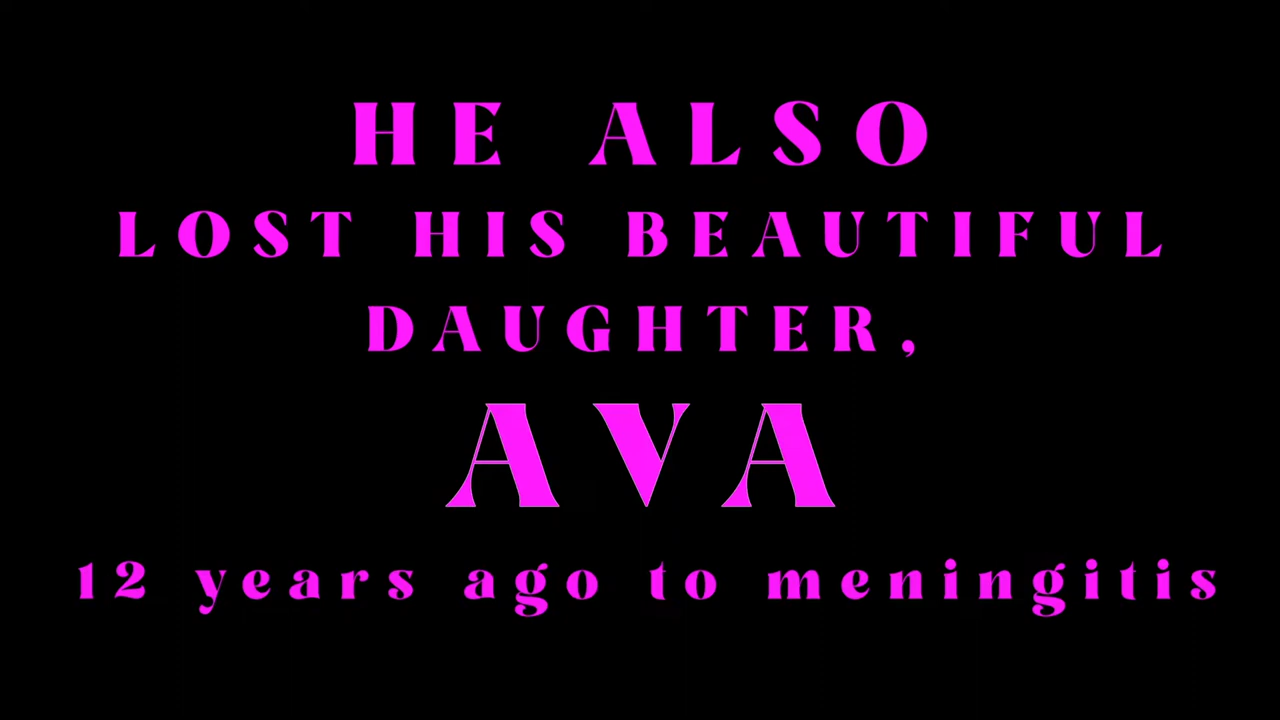 HE ALSO
LOST HIS BEAUTIFUL
DAUGHTER,
AVA
12 years ago to meningitis